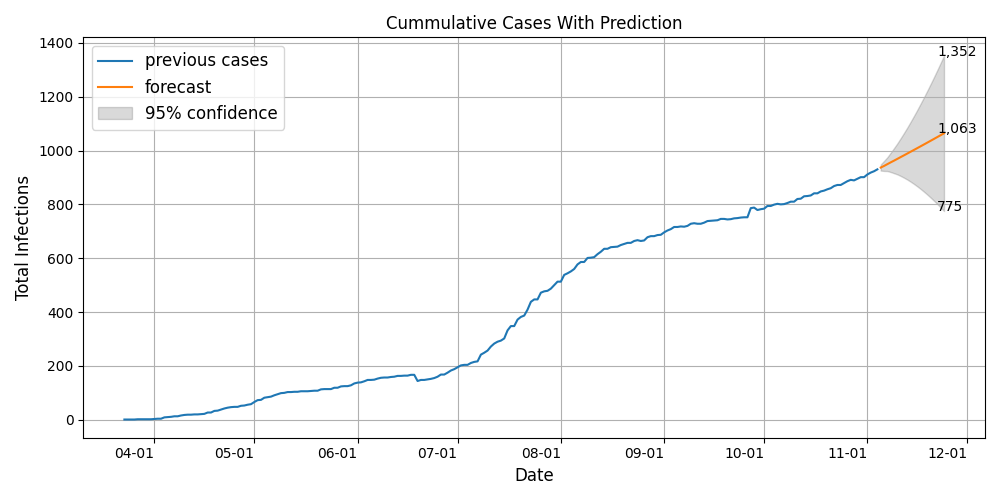 Cummulative Cases With Prediction
1400
1200
1000
800
600
400
200
0
Total Infections
previous cases
forecast
95% confidence
1,352
1,063
775
04-01 05-01 06-01 07-01 08-01 09-01 10-01 11-01 12-01
Date